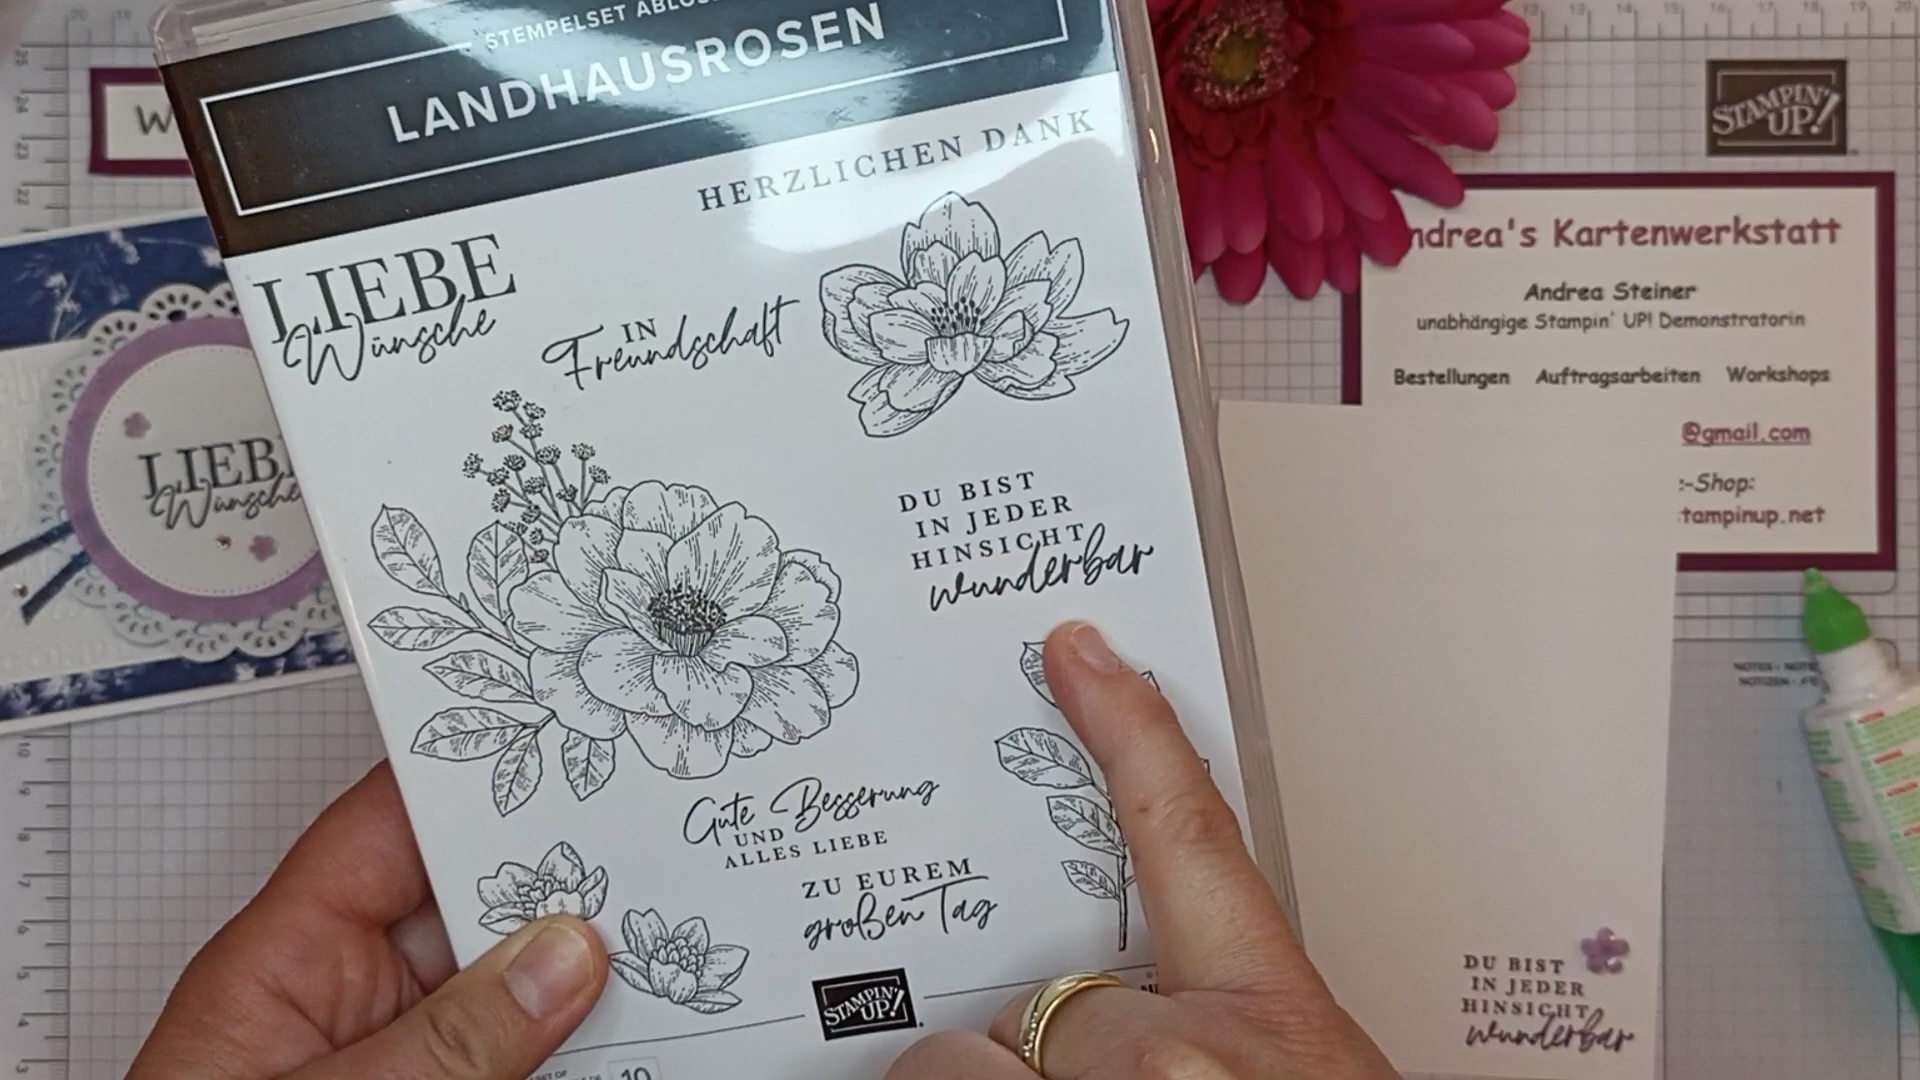 STEMPELSET
LANDHAUSROSEN
HERZLICHEN DANK
LIEBE
Wünsche
IN
Freundschaft
DU BIST
IN JEDER
HINSICHT
wunderbar
Gute Besserung
UND
ALLES LIEBE
ZU EUREM
großen Tag
STAMPIN' UP!
10
LIEBE
Wünsche
STAMPIN' UP!
ndrea's Kartenwerkstatt
Andrea Steiner
unabhängige Stampin' UP! Demonstratorin
Bestellungen Auftragsarbeiten Workshops
@gmail.com
-Shop:
tampinup.net
DU BIST
IN JEDER
HINSICHT
wunderbar